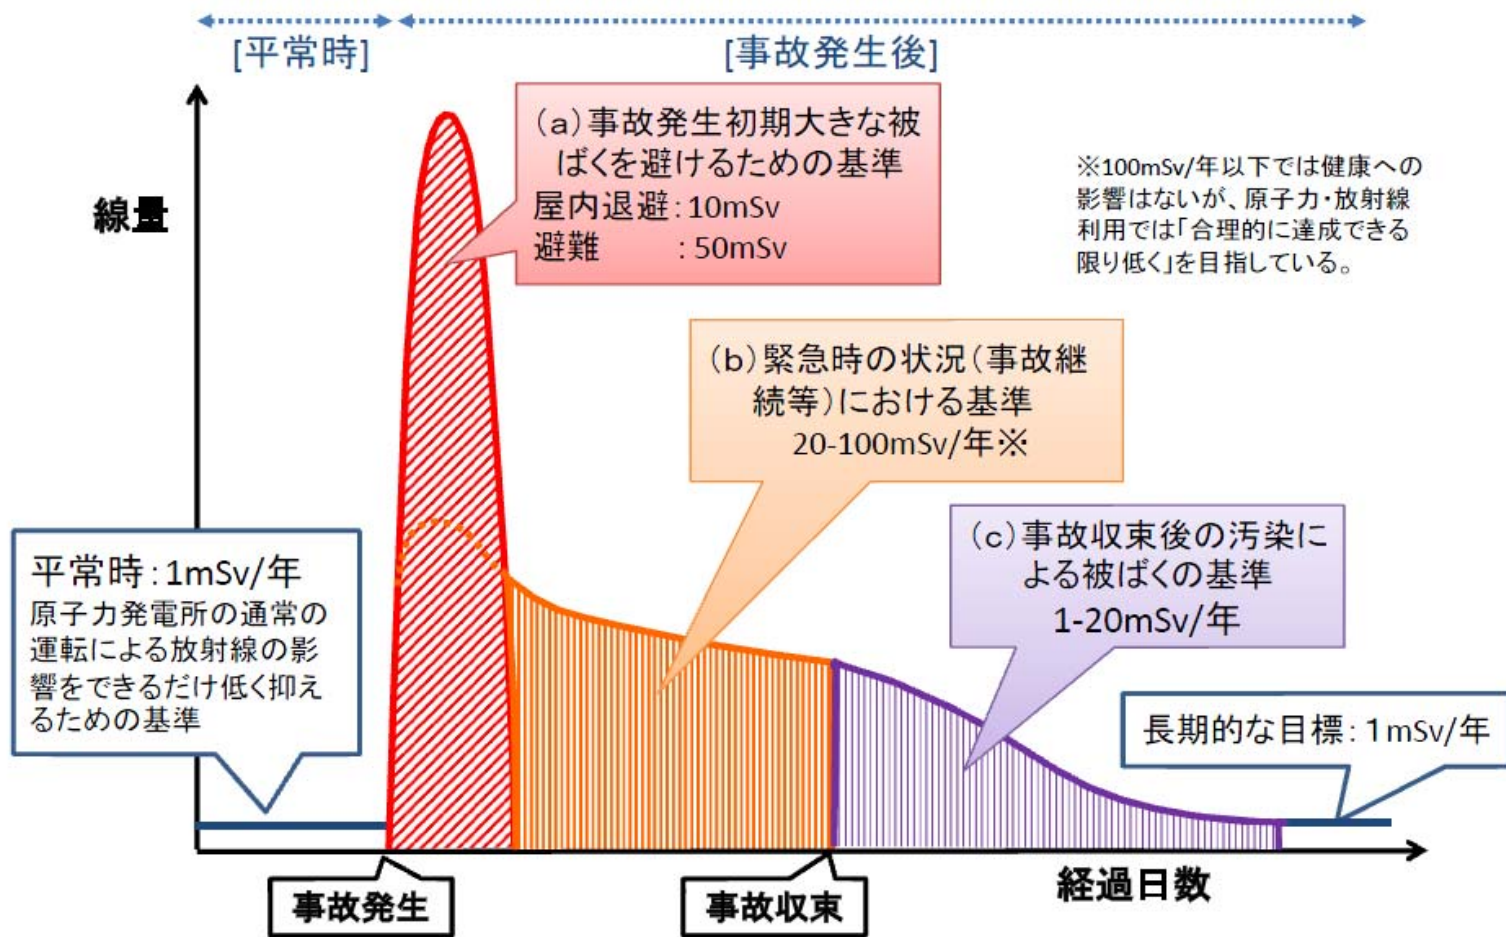 [平常時]
[事故発生後]
線量
(a)事故発生初期大きな被
ばくを避けるための基準
屋内退避:10mSv
避難 :50mSv
※100mSv/年以下では健康への
影響はないが、原子力・放射線
利用では「合理的に達成できる
限り低く」を目指している。
(b)緊急時の状況(事故継
続等)における基準
20-100mSv/年※
(c)事故収束後の汚染に
よる被ばくの基準
1-20mSv/年
平常時:1mSv/年
原子力発電所の通常の
運転による放射線の影
響をできるだけ低く抑え
るための基準
長期的な目標:1mSv/年
事故発生
事故収束
経過日数